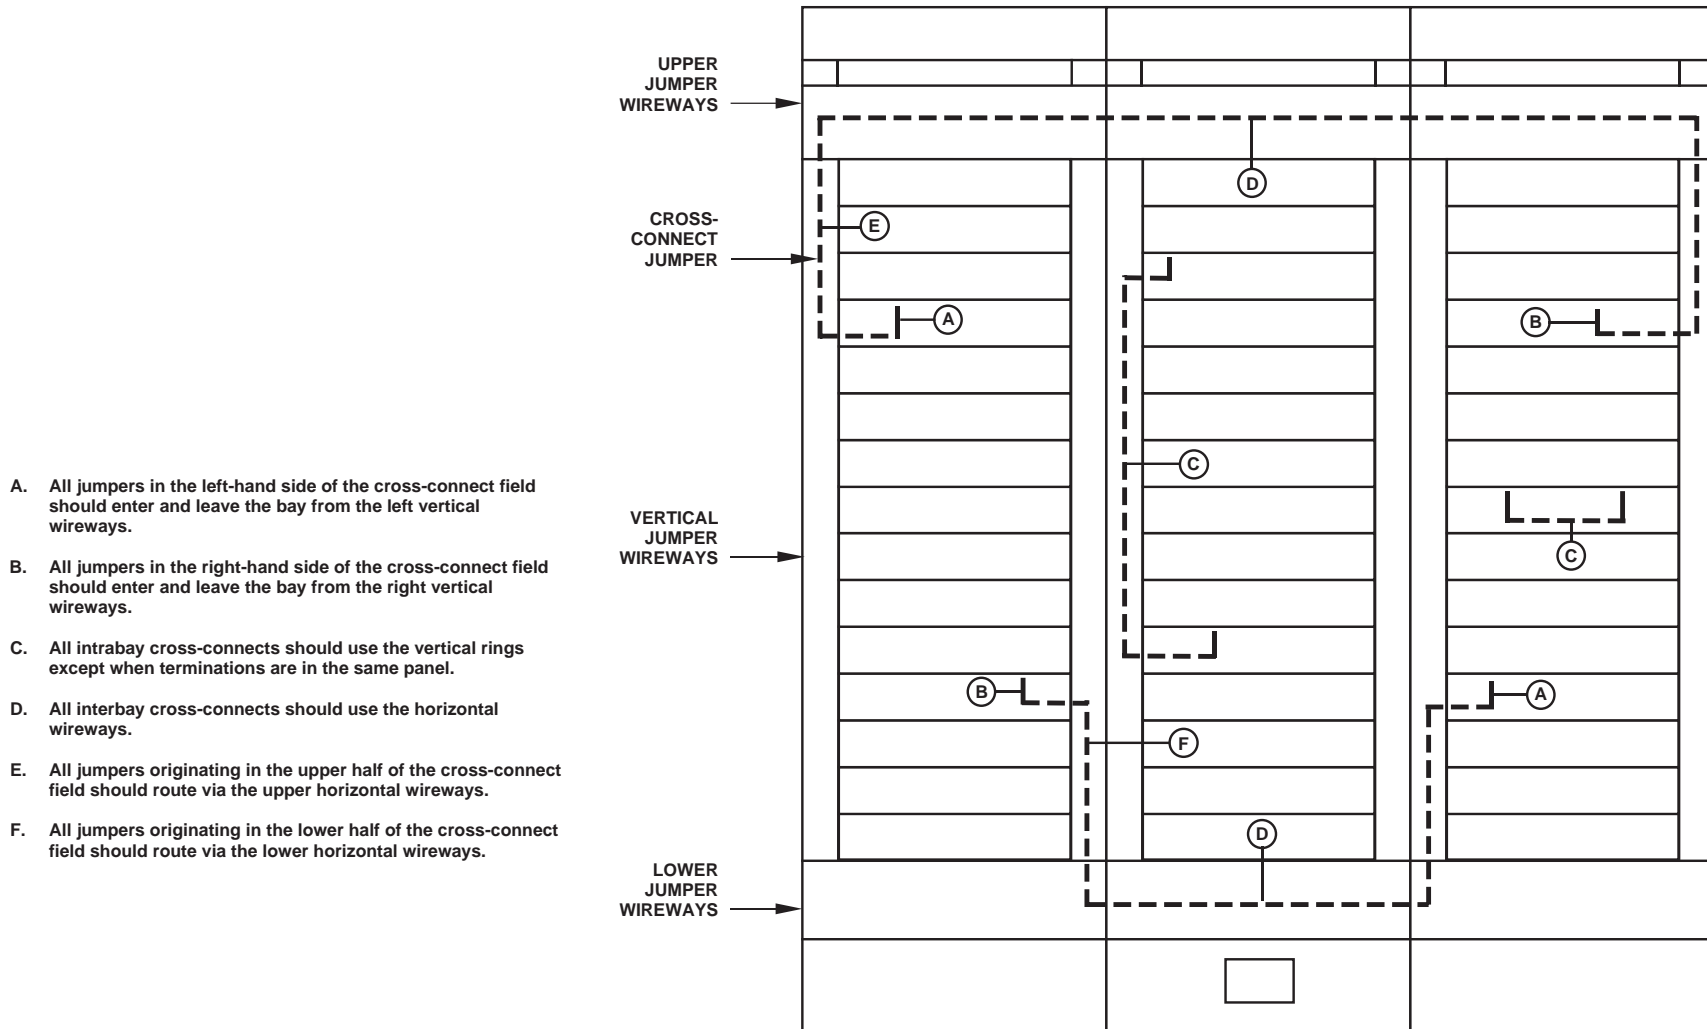 UPPER
JUMPER
WIREWAYS
D
CROSS-
CONNECT
JUMPER
E
A
B
C
VERTICAL
JUMPER
WIREWAYS
C
B
A
F
D
LOWER
JUMPER
WIREWAYS
A. All jumpers in the left-hand side of the cross-connect field
should enter and leave the bay from the left vertical
wireways.
B. All jumpers in the right-hand side of the cross-connect field
should enter and leave the bay from the right vertical
wireways.
C. All intrabay cross-connects should use the vertical rings
except when terminations are in the same panel.
D. All interbay cross-connects should use the horizontal
wireways.
E. All jumpers originating in the upper half of the cross-connect
field should route via the upper horizontal wireways.
F. All jumpers originating in the lower half of the cross-connect
field should route via the lower horizontal wireways.